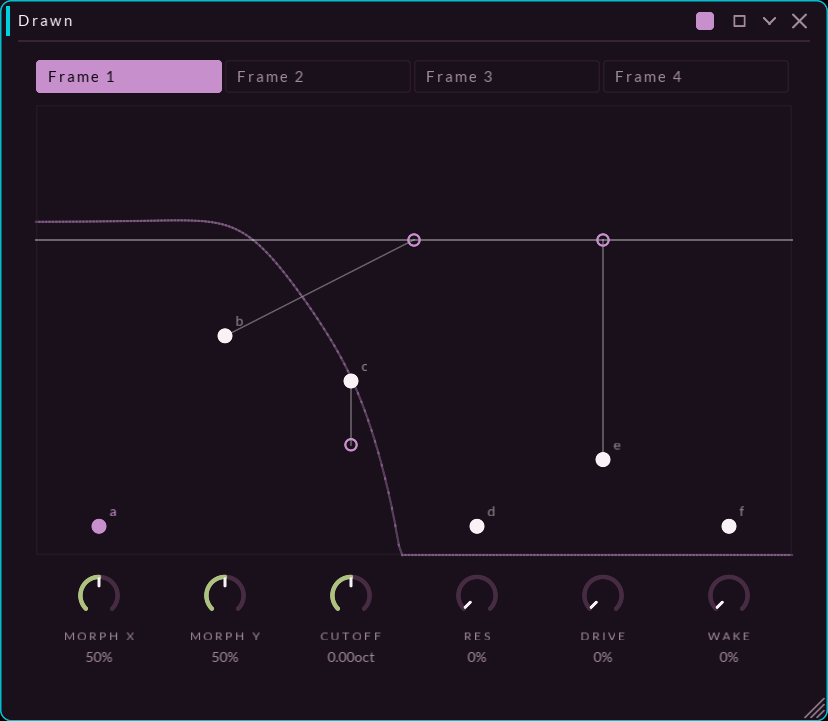 Drawn
Frame 1 Frame 2 Frame 3 Frame 4
b
c
e
a d f
MORPH X MORPH Y CUTOFF RES DRIVE WAKE
50% 50% 0.00oct 0% 0% 0%